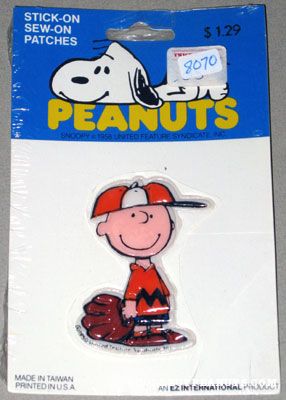 STICK-ON
SEW-ON
PATCHES
$1.29
8070
PEANUTS
SNOOPY © 1958 UNITED FEATURE SYNDICATE, INC.
MADE IN TAIWAN
PRINTED IN U.S.A.
AN EZ INTERNATIONAL PRODUCT